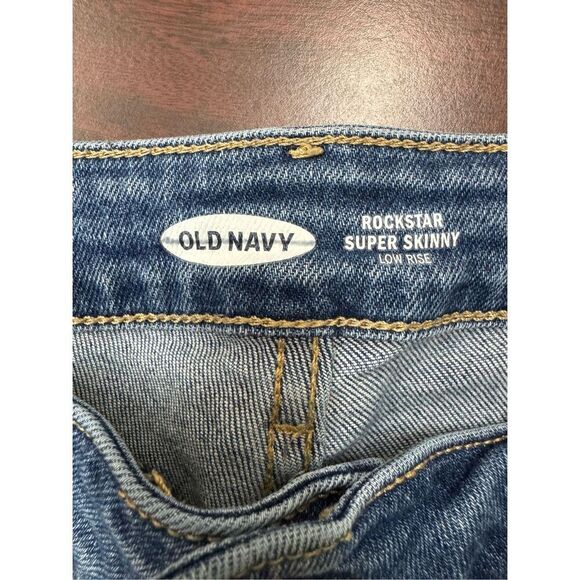 OLD NAVY
ROCKSTAR
SUPER SKINNY
LOW RISE